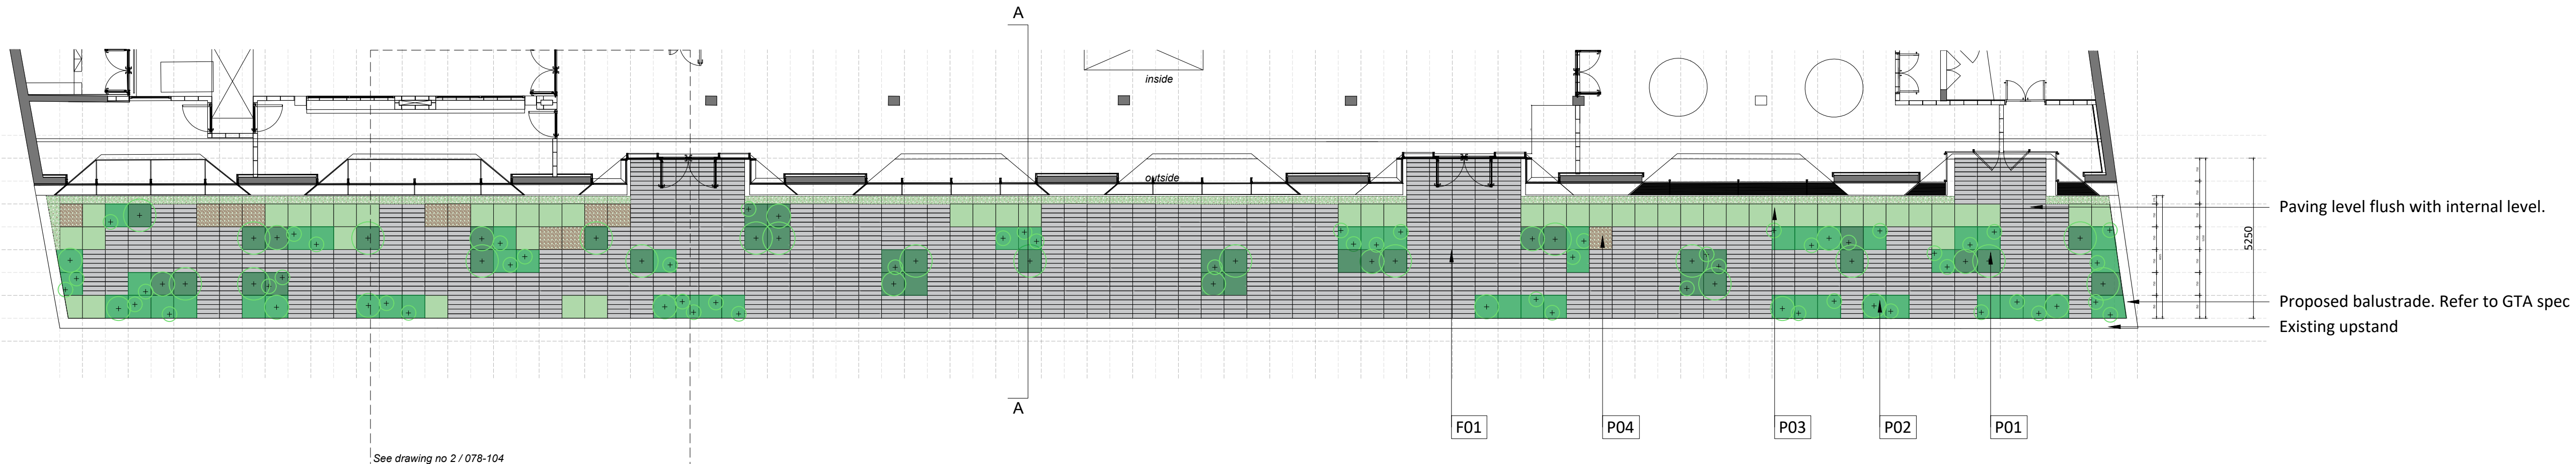 A
inside
outside
Paving level flush with internal level.
5250
Proposed balustrade. Refer to GTA spec
Existing upstand
A
F01
P04
P03
P02
P01
See drawing no 2 / 078-104